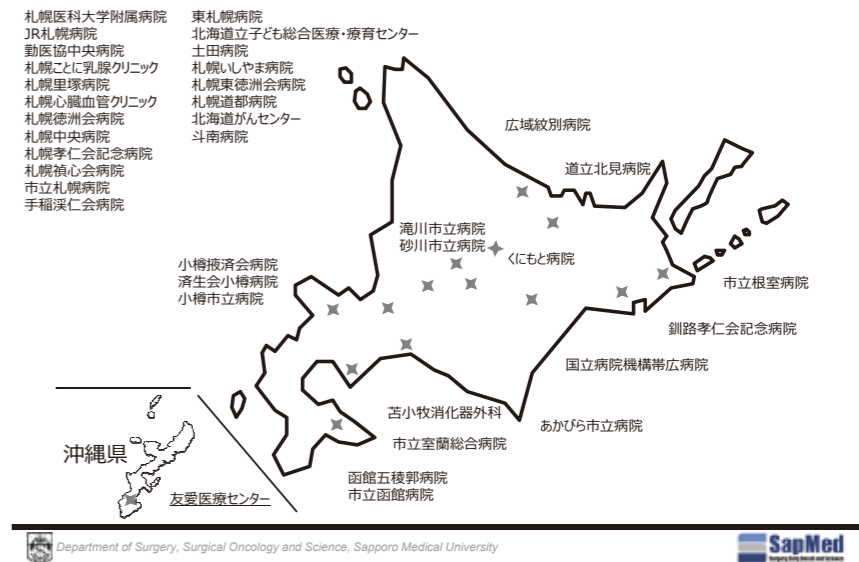 札幌医科大学附属病院
JR札幌病院
勤医協中央病院
札幌ことに乳腺クリニック
札幌里塚病院
札幌心臓血管クリニック
札幌徳洲会病院
札幌中央病院
札幌孝仁会記念病院
札幌禎心会病院
市立札幌病院
手稲渓仁会病院
東札幌病院
北海道立子ども総合医療・療育センター
土田病院
札幌いしやま病院
札幌東徳洲会病院
札幌道都病院
北海道がんセンター
斗南病院
広域紋別病院
道立北見病院
滝川市立病院
砂川市立病院
くにもと病院
小樽掖済会病院
済生会小樽病院
小樽市立病院
市立根室病院
釧路孝仁会記念病院
国立病院機構帯広病院
あかびら市立病院
苫小牧消化器外科
市立室蘭総合病院
函館五稜郭病院
市立函館病院
沖縄県
友愛医療センター
Department of Surgery, Surgical Oncology and Science, Sapporo Medical University
SapMed